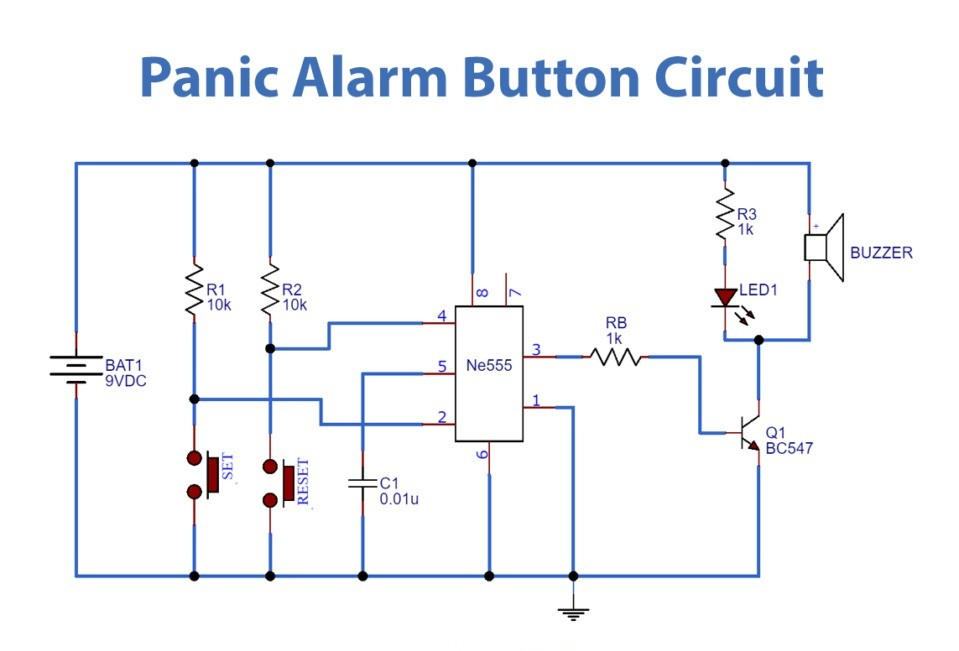 Panic Alarm Button Circuit
R1
10k
R2
10k
BAT1
9VDC
SET
RESET
4
5
2
8
7
Ne555
3
1
6
C1
0.01u
RB
1k
R3
1k
LED1
+
BUZZER
Q1
BC547